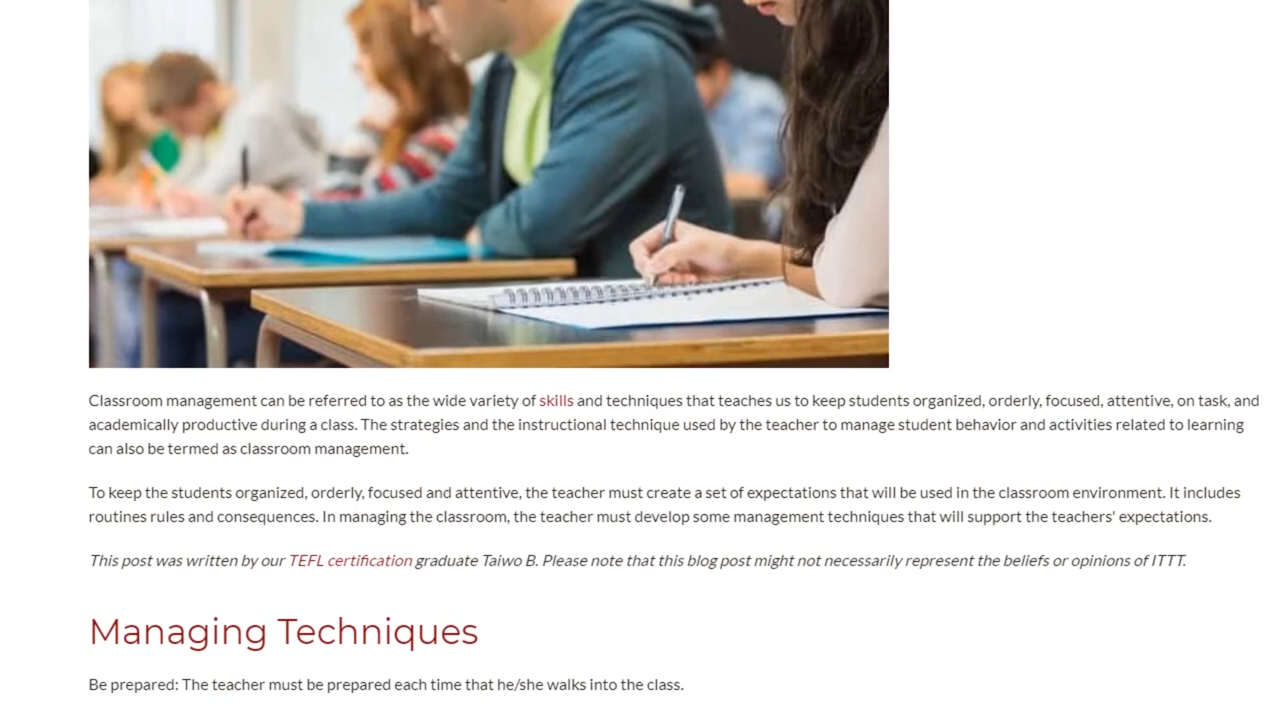 Classroom management can be referred to as the wide variety of skills and techniques that teaches us to keep students organized, orderly, focused, attentive, on task, and
academically productive during a class. The strategies and the instructional technique used by the teacher to manage student behavior and activities related to learning
can also be termed as classroom management.
To keep the students organized, orderly, focused and attentive, the teacher must create a set of expectations that will be used in the classroom environment. It includes
routines rules and consequences. In managing the classroom, the teacher must develop some management techniques that will support the teachers' expectations.
This post was written by our TEFL certification graduate Taiwo B. Please note that this blog post might not necessarily represent the beliefs or opinions of ITTT.
Managing Techniques
Be prepared: The teacher must be prepared each time that he/she walks into the class.